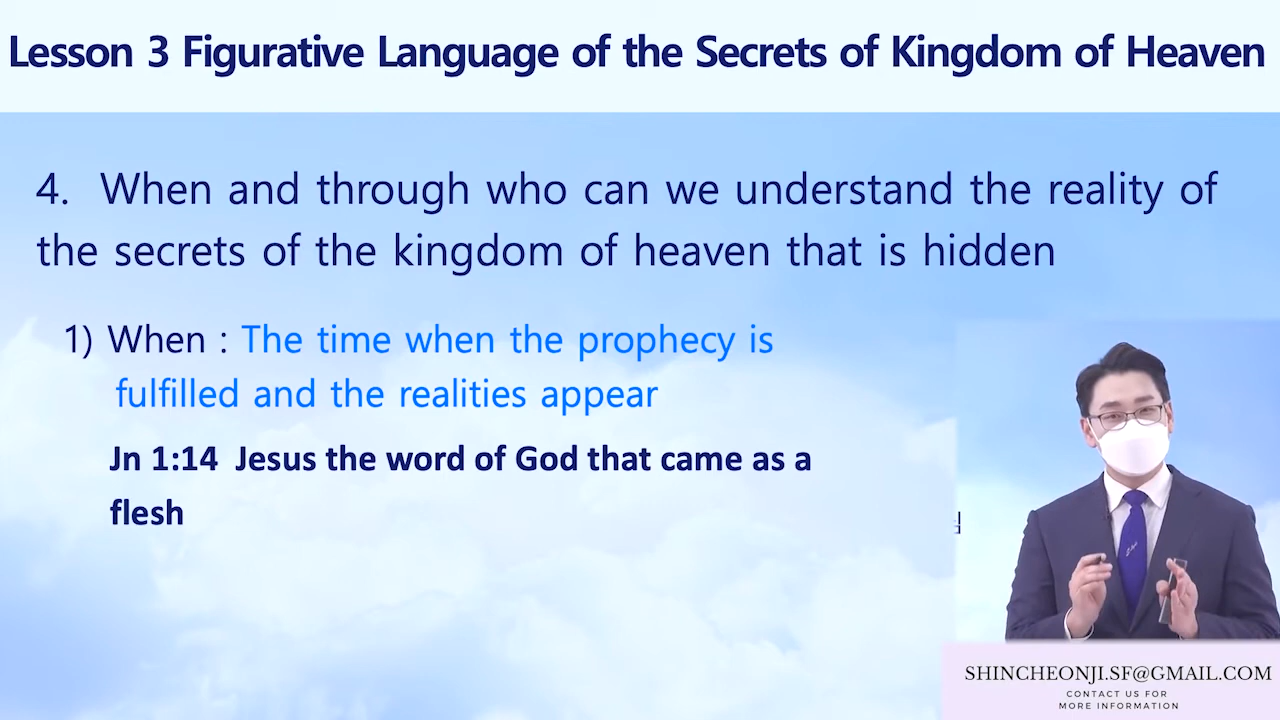 Lesson 3 Figurative Language of the Secrets of Kingdom of Heaven
4. When and through who can we understand the reality of
the secrets of the kingdom of heaven that is hidden
1) When : The time when the prophecy is
fulfilled and the realities appear
Jn 1:14 Jesus the word of God that came as a
flesh
SHINCHEONJI.SF@GMAIL.COM
CONTACT US FOR
MORE INFORMATION